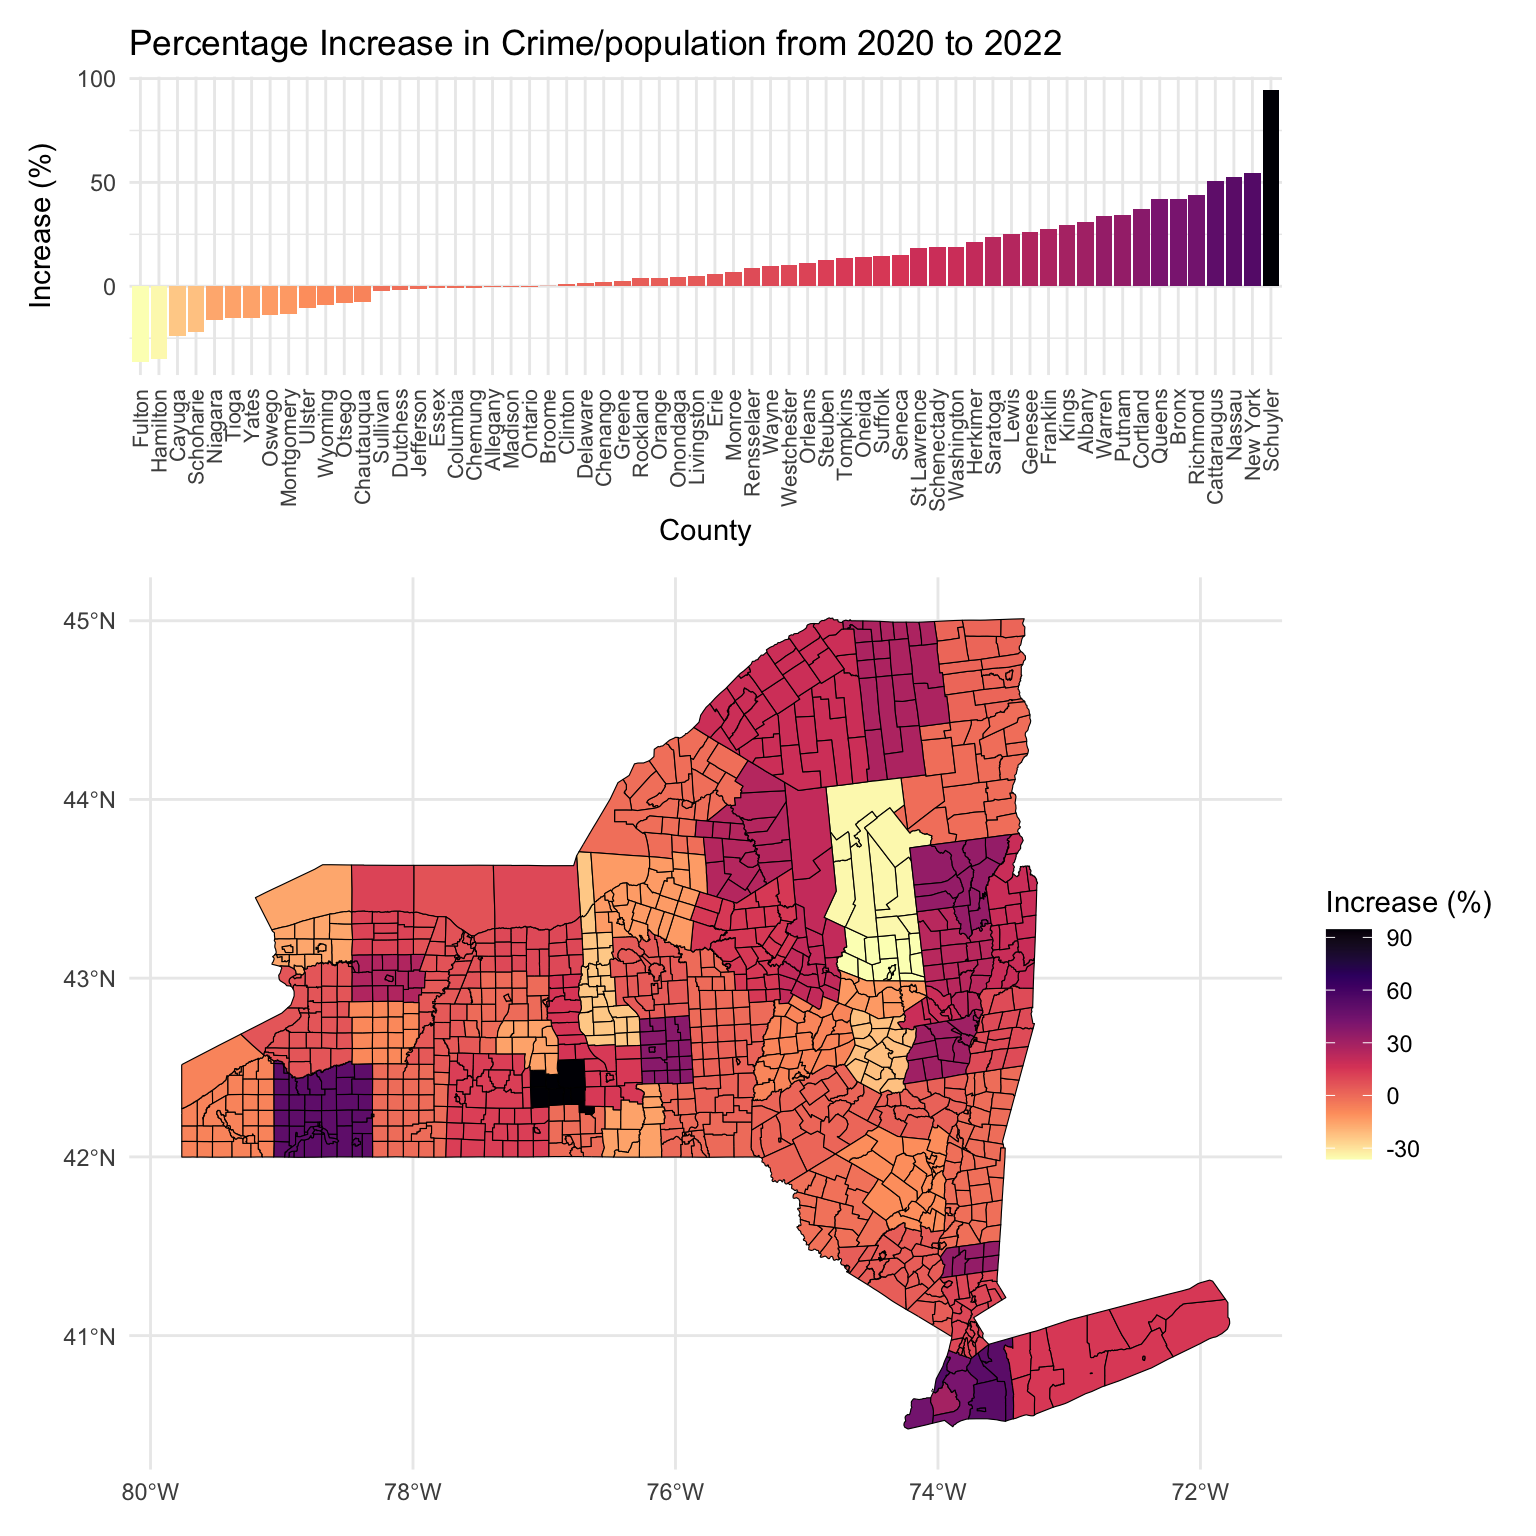 Percentage Increase in Crime/population from 2020 to 2022
Increase (%)
100
50
0
Fulton
Hamilton
Cayuga
Schoharie
Niagara
Tioga
Yates
Oswego
Montgomery
Ulster
Wyoming
Otsego
Chautauqua
Sullivan
Dutchess
Jefferson
Essex
Columbia
Chemung
Allegany
Madison
Ontario
Broome
Clinton
Delaware
Chenango
Greene
Rockland
Orange
Onondaga
Livingston
Erie
Monroe
Rensselaer
Wayne
Westchester
Orleans
Steuben
Tompkins
Oneida
Suffolk
Seneca
St Lawrence
Schenectady
Washington
Herkimer
Saratoga
Lewis
Genesee
Franklin
Kings
Albany
Warren
Putnam
Cortland
Queens
Bronx
Richmond
Cattaraugus
Nassau
New York
Schuyler
County
45°N
44°N
43°N
42°N
41°N
80°W
78°W
76°W
74°W
72°W
Increase (%)
90
60
30
0
-30